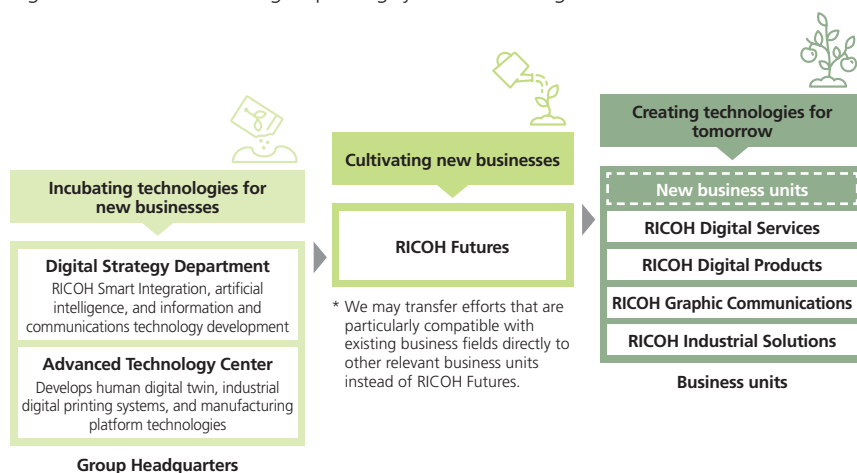 Incubating technologies for
new businesses
Digital Strategy Department
RICOH Smart Integration, artificial
intelligence, and information and
communications technology development
Advanced Technology Center
Develops human digital twin, industrial
digital printing systems, and manufacturing
platform technologies
Group Headquarters
Cultivating new businesses
RICOH Futures
* We may transfer efforts that are
particularly compatible with
existing business fields directly to
other relevant business units
instead of RICOH Futures.
Creating technologies for
tomorrow
New business units
RICOH Digital Services
RICOH Digital Products
RICOH Graphic Communications
RICOH Industrial Solutions
Business units